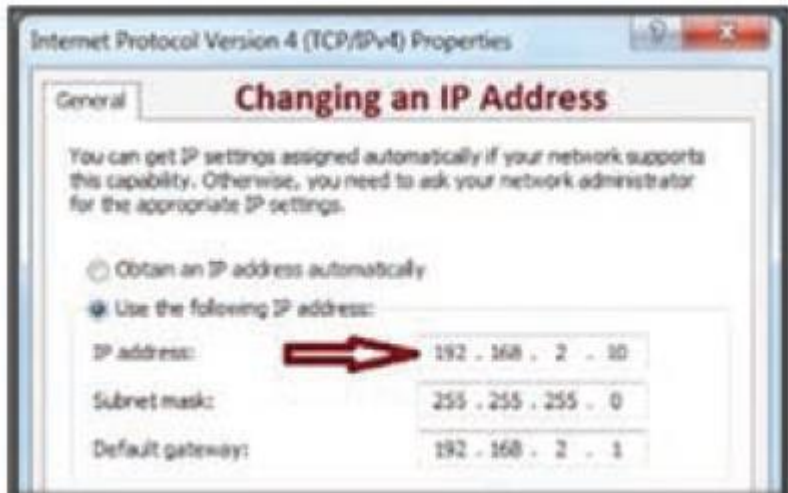 Internet Protocol Version 4 (TCP/IPv4) Properties
General
Changing an IP Address
You can get IP settings assigned automatically if your network supports
this capability. Otherwise, you need to ask your network administrator
for the appropriate IP settings.
Obtain an IP address automatically
Use the following IP address:
IP address: 192 . 168 . 2 . 10
Subnet mask: 255 . 255 . 255 . 0
Default gateway: 192 . 168 . 2 . 1